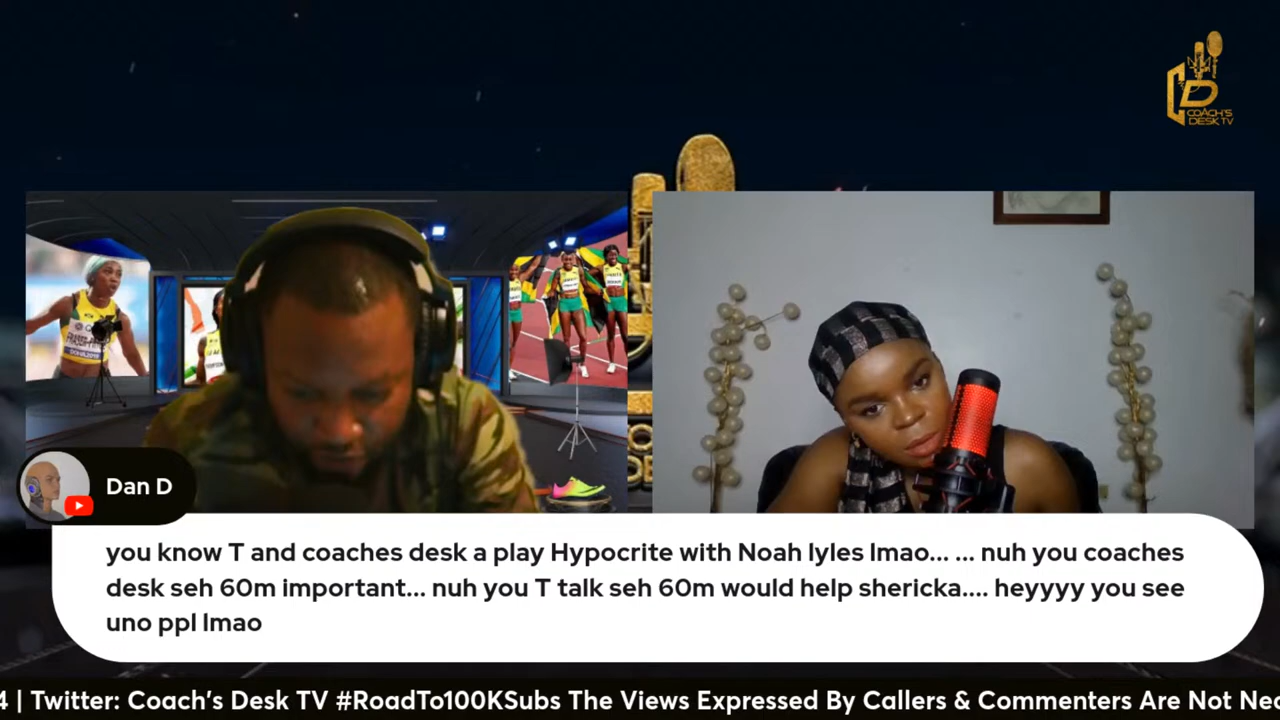 COACH'S
DESK TV
DOHA 2019
Dan D
you know T and coaches desk a play Hypocrite with Noah lyles lmao... ... nuh you coaches
desk seh 60m important... nuh you T talk seh 60m would help shericka.... heyyyy you see
uno ppl lmao
4 | Twitter: Coach's Desk TV #RoadTo100KSubs The Views Expressed By Callers & Commenters Are Not Nec